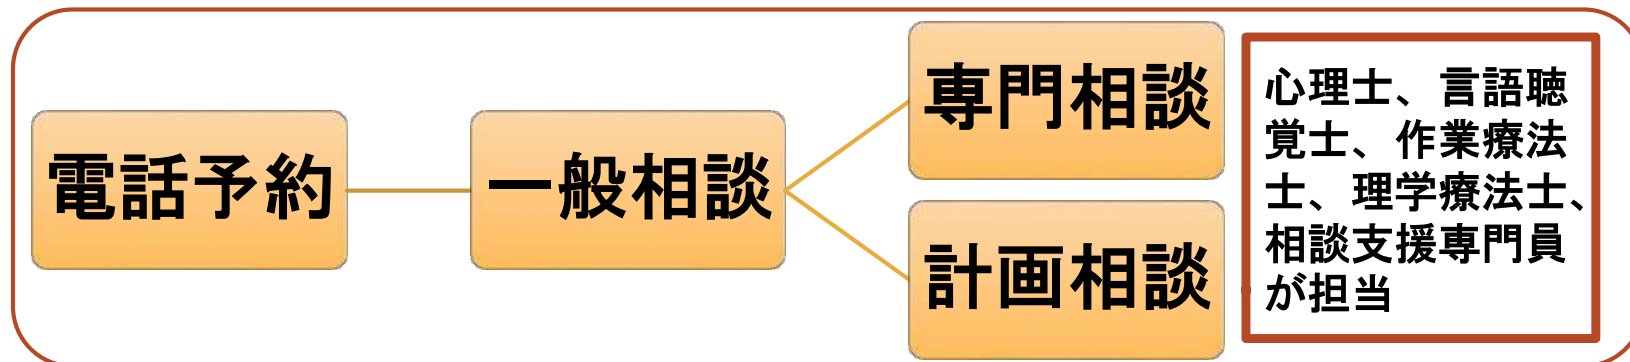 電話予約
一般相談
専門相談
計画相談
心理士、言語聴
覚士、作業療法
士、理学療法士、
相談支援専門員
が担当